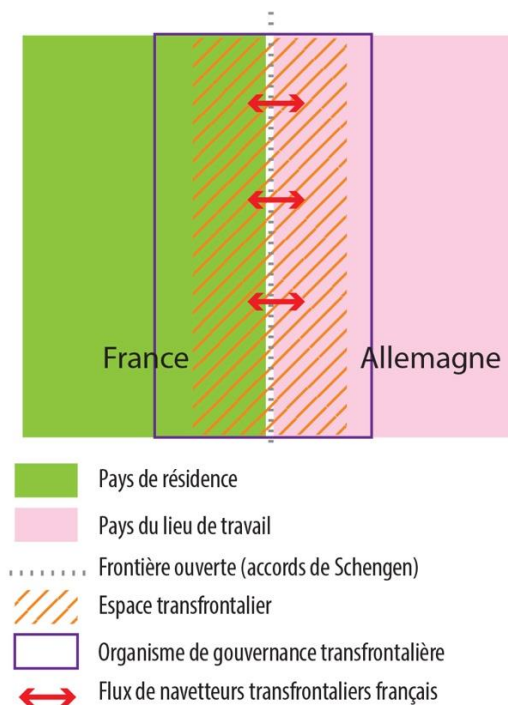 France
Allemagne
Pays de résidence
Pays du lieu de travail
Frontière ouverte (accords de Schengen)
Espace transfrontalier
Organisme de gouvernance transfrontalière
Flux de navetteurs transfrontaliers français